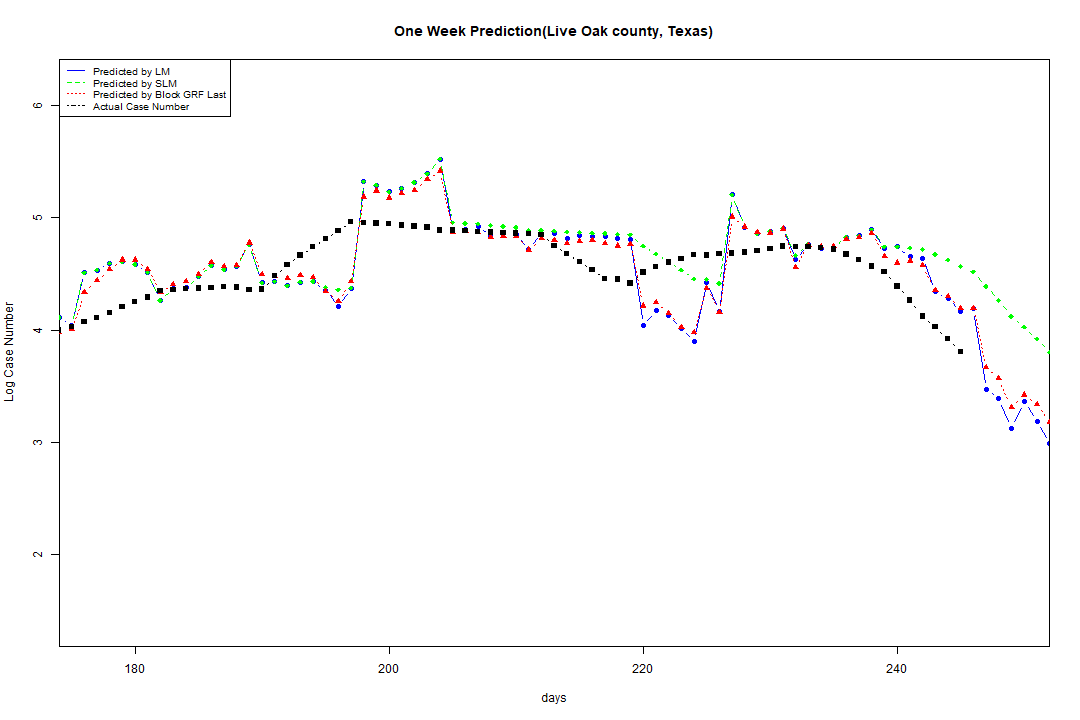 One Week Prediction(Live Oak county, Texas)
Predicted by LM
Predicted by SLM
Predicted by Block GRF Last
Actual Case Number
6
5
4
3
2
Log Case Number
180
200
220
240
days